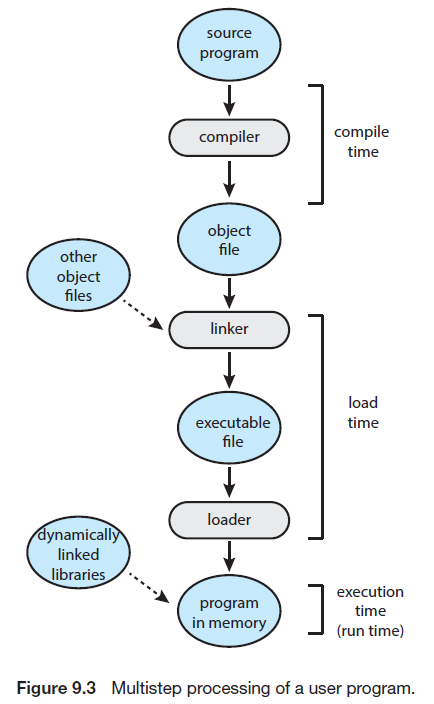 source
program
compiler
compile
time
object
file
other
object
files
linker
load
time
executable
file
loader
dynamically
linked
libraries
program
in memory
execution
time
(run time)
Figure 9.3 Multistep processing of a user program.